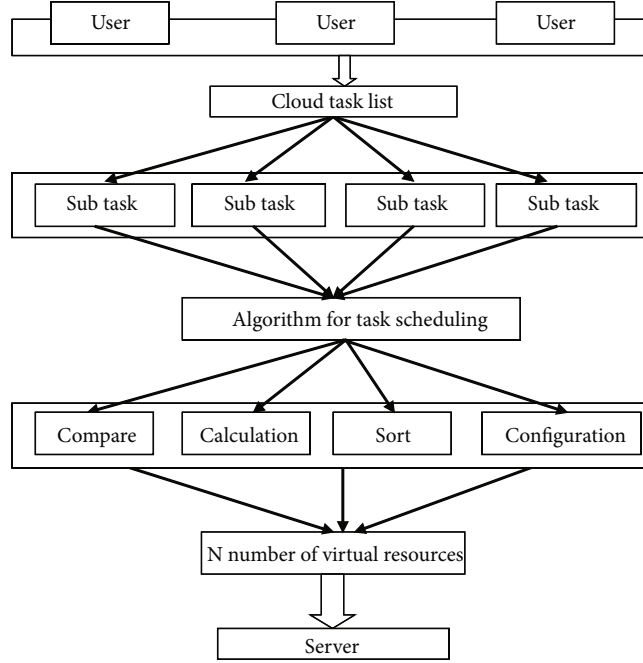 User
User
User
Cloud task list
Sub task
Sub task
Sub task
Sub task
Algorithm for task scheduling
Compare
Calculation
Sort
Configuration
N number of virtual resources
Server